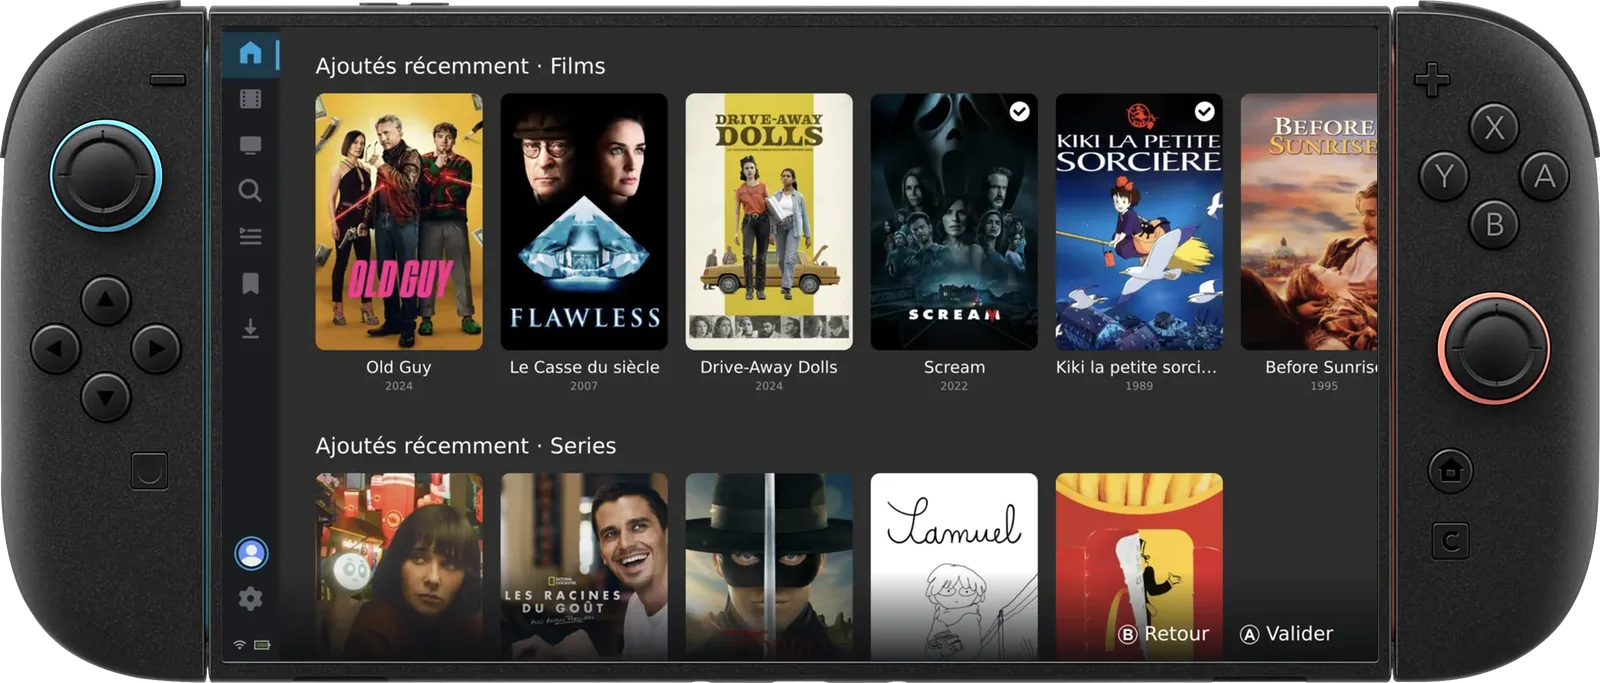 Ajoutés récemment · Films
OLD GUY
FLAWLESS
DRIVE-AWAY
DOLLS
SCREAM
KIKI LA PETITE
SORCIÈRE
BEFORE
SUNRISE
Old Guy
2024
Le Casse du siècle
2007
Drive-Away Dolls
2024
Scream
2022
Kiki la petite sorci...
1989
Before Sunris
1995
Ajoutés récemment · Series
NATIONAL GEOGRAPHIC
LES RACINES
DU GOÛT
Samuel
B Retour
A Valider
X
Y
A
B
C